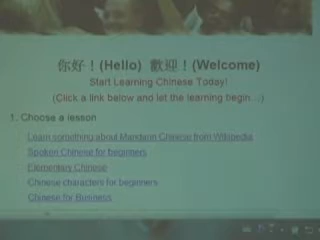 你好！(Hello) 歡迎！(Welcome)
Start Learning Chinese Today!
(Click a link below and let the learning begin...)
1. Choose a lesson
Learn something about Mandarin Chinese from Wikipedia
Spoken Chinese for beginners
Elementary Chinese
Chinese characters for beginners
Chinese for Business